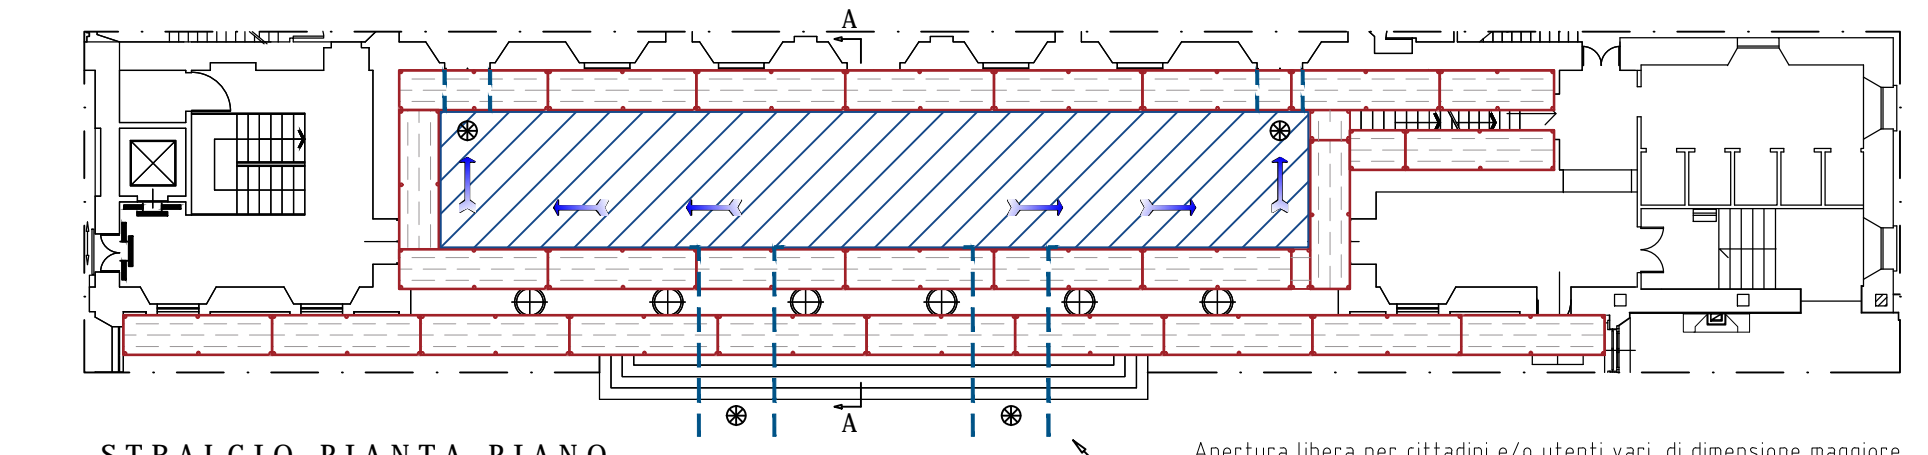 A
A
STRALCIO PIANTA PIANO
Apertura libera per cittadini e/o utenti vari, di dimensione maggiore